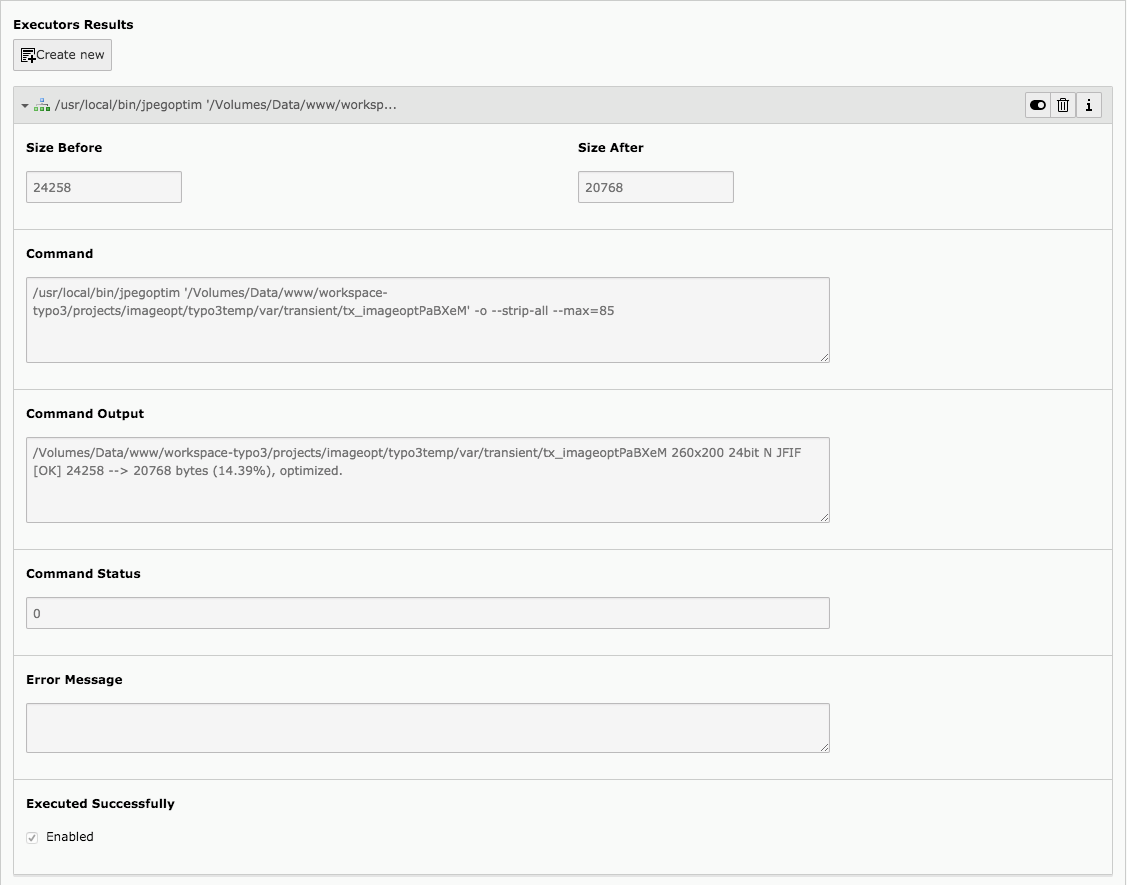 Executors Results
Create new
/usr/local/bin/jpegoptim '/Volumes/Data/www/worksp...
Size Before
Size After
24258
20768
Command
/usr/local/bin/jpegoptim '/Volumes/Data/www/workspace-
typo3/projects/imageopt/typo3temp/var/transient/tx_imageoptPaBXeM' -o --strip-all --max=85
Command Output
/Volumes/Data/www/workspace-typo3/projects/imageopt/typo3temp/var/transient/tx_imageoptPaBXeM 260x200 24bit N JFIF
[OK] 24258 --> 20768 bytes (14.39%), optimized.
Command Status
0
Error Message
Executed Successfully
Enabled